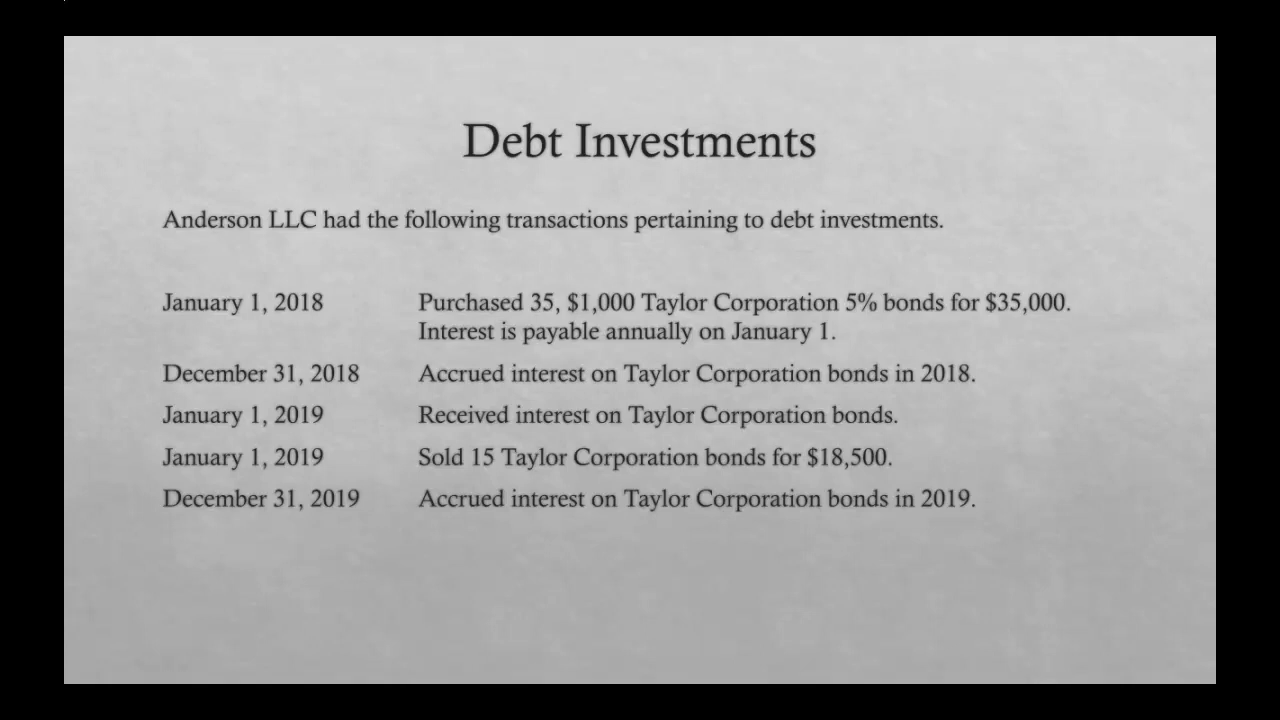 Debt Investments
Anderson LLC had the following transactions pertaining to debt investments.
January 1, 2018 Purchased 35, $1,000 Taylor Corporation 5% bonds for $35,000.
Interest is payable annually on January 1.
December 31, 2018 Accrued interest on Taylor Corporation bonds in 2018.
January 1, 2019 Received interest on Taylor Corporation bonds.
January 1, 2019 Sold 15 Taylor Corporation bonds for $18,500.
December 31, 2019 Accrued interest on Taylor Corporation bonds in 2019.